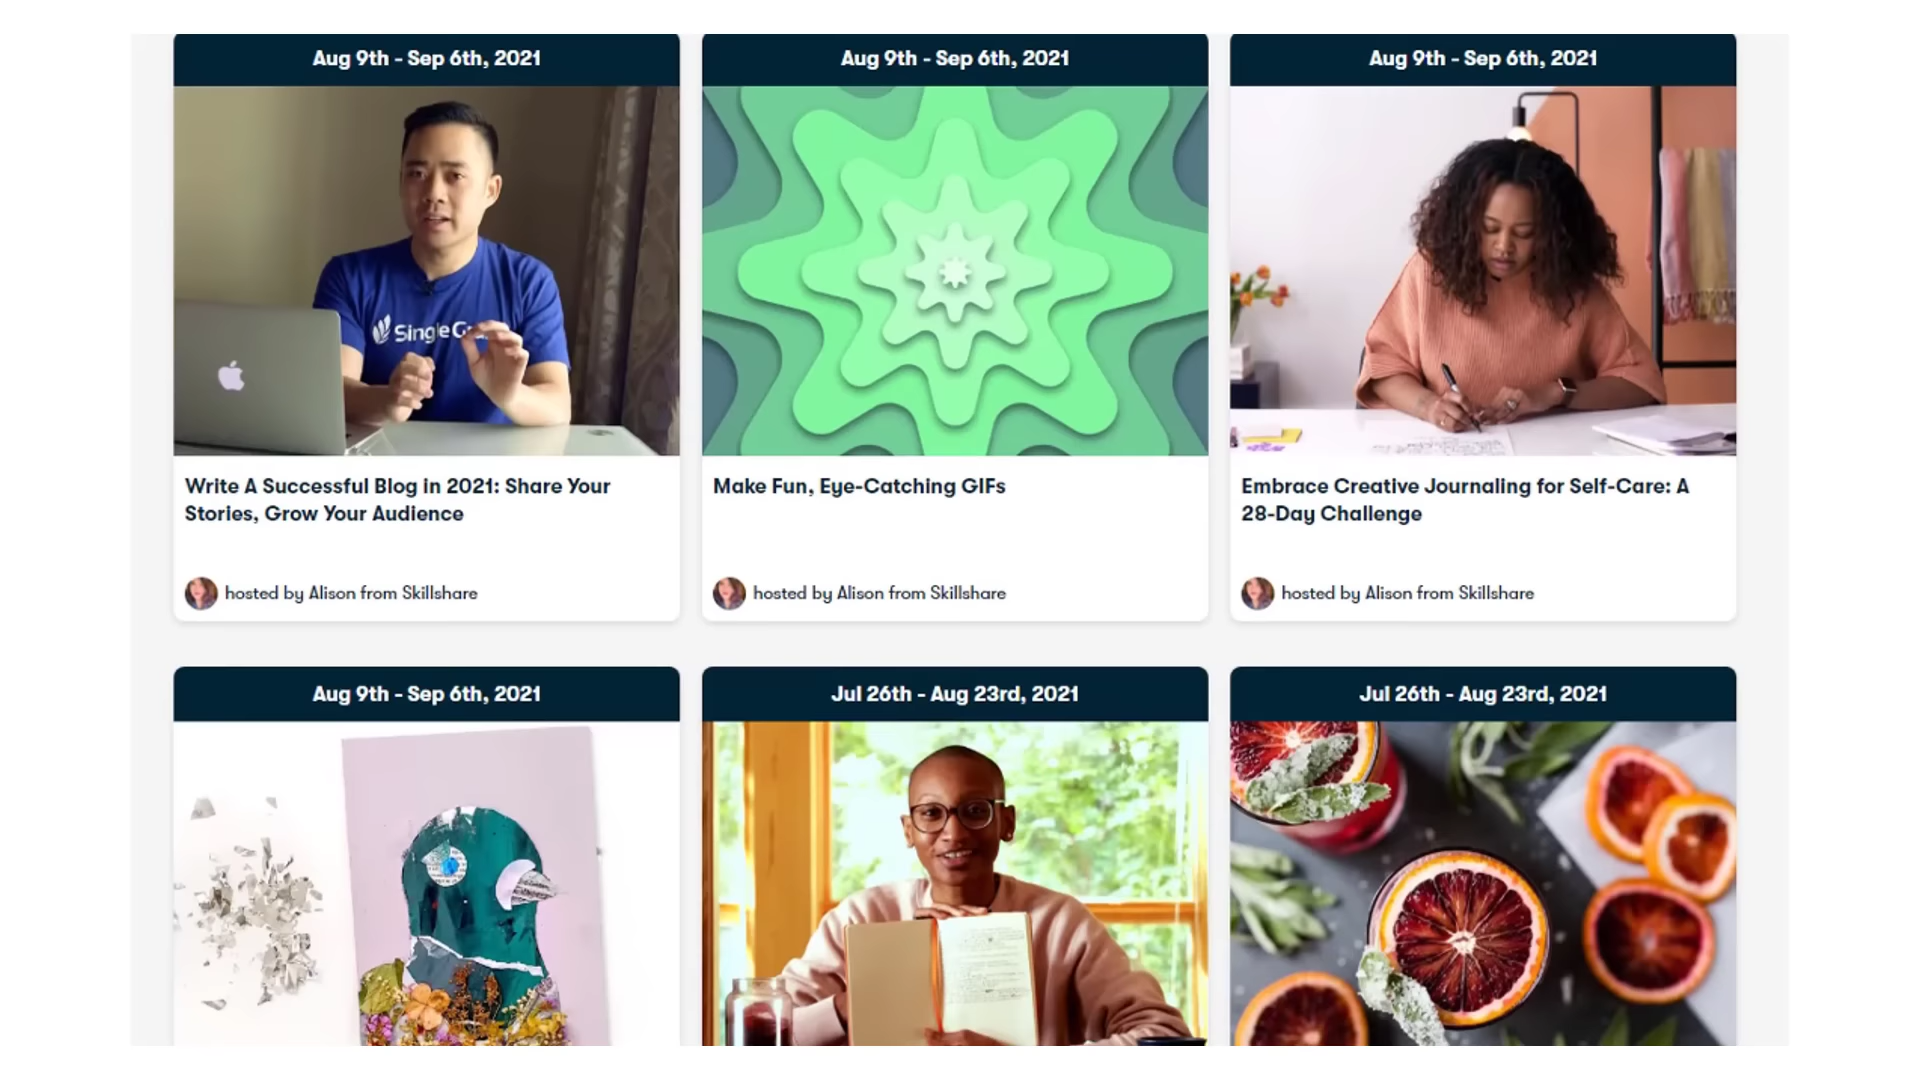 Aug 9th - Sep 6th, 2021
Aug 9th - Sep 6th, 2021
Aug 9th - Sep 6th, 2021
Single G
Write A Successful Blog in 2021: Share Your
Stories, Grow Your Audience
Make Fun, Eye-Catching GIFs
Embrace Creative Journaling for Self-Care: A
28-Day Challenge
hosted by Alison from Skillshare
hosted by Alison from Skillshare
hosted by Alison from Skillshare
Aug 9th - Sep 6th, 2021
Jul 26th - Aug 23rd, 2021
Jul 26th - Aug 23rd, 2021